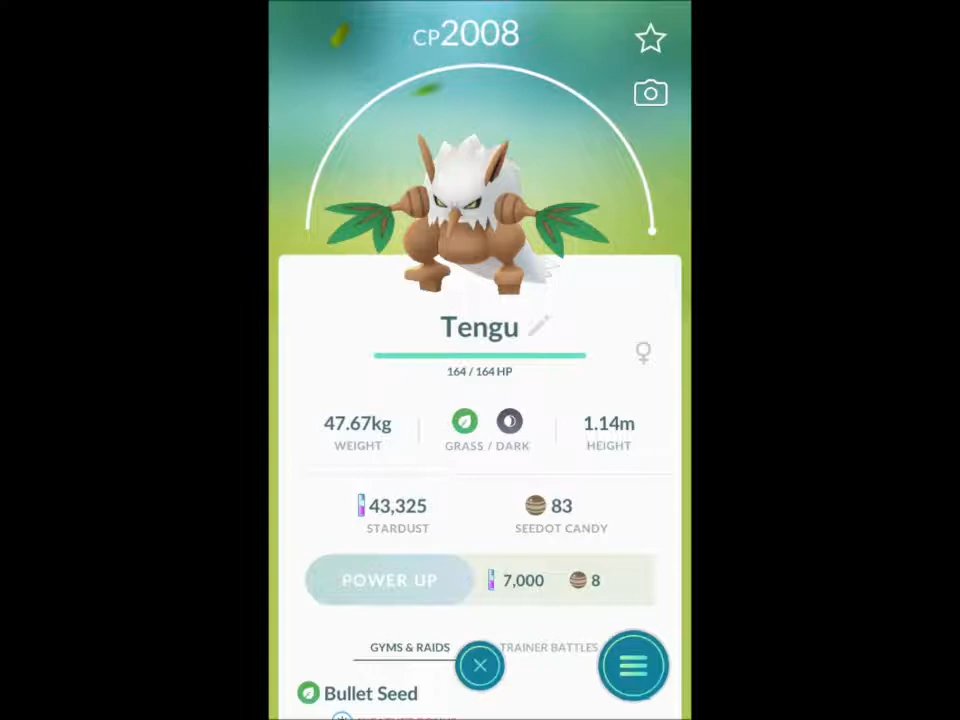 CP2008
Tengu
164 / 164 HP
47.67kg
WEIGHT
GRASS / DARK
1.14m
HEIGHT
43,325
STARDUST
83
SEEDOT CANDY
POWER UP
7,000
8
GYMS & RAIDS
TRAINER BATTLES
Bullet Seed